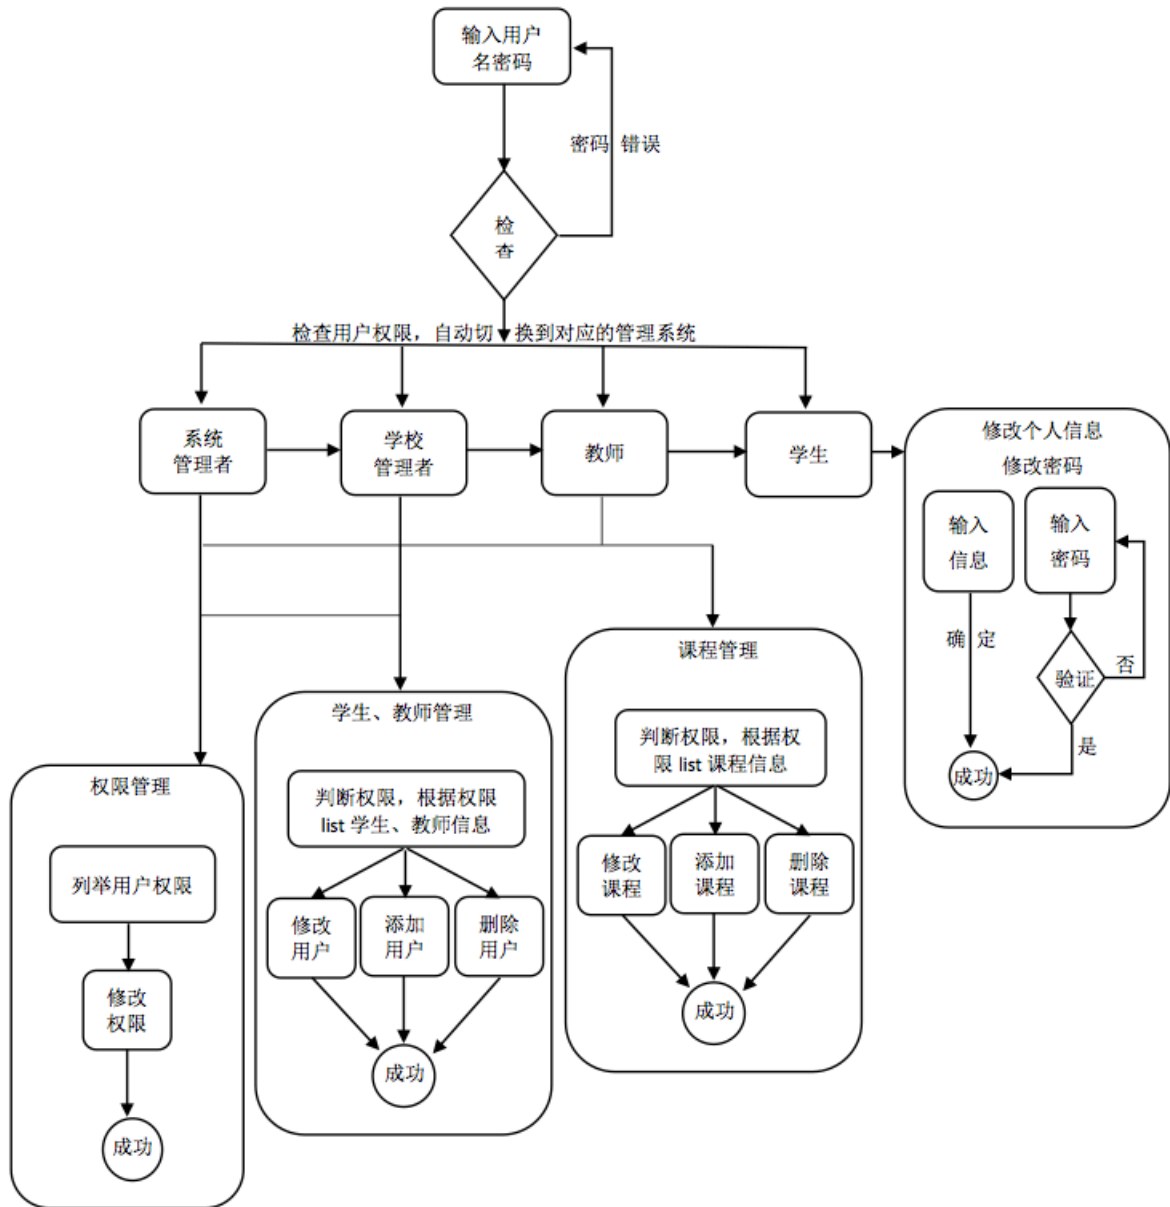 输入用户
名密码
密码 错误
检
查
检查用户权限，自动切 换到对应的管理系统
系统
管理者
学校
管理者
教师
学生
修改个人信息
修改密码
输入
信息
输入
密码
确 定
验证
否
是
成功
课程管理
判断权限，根据权
限 list 课程信息
修改
课程
添加
课程
删除
课程
成功
学生、教师管理
判断权限，根据权限
list 学生、教师信息
修改
用户
添加
用户
删除
用户
成功
权限管理
列举用户权限
修改
权限
成功